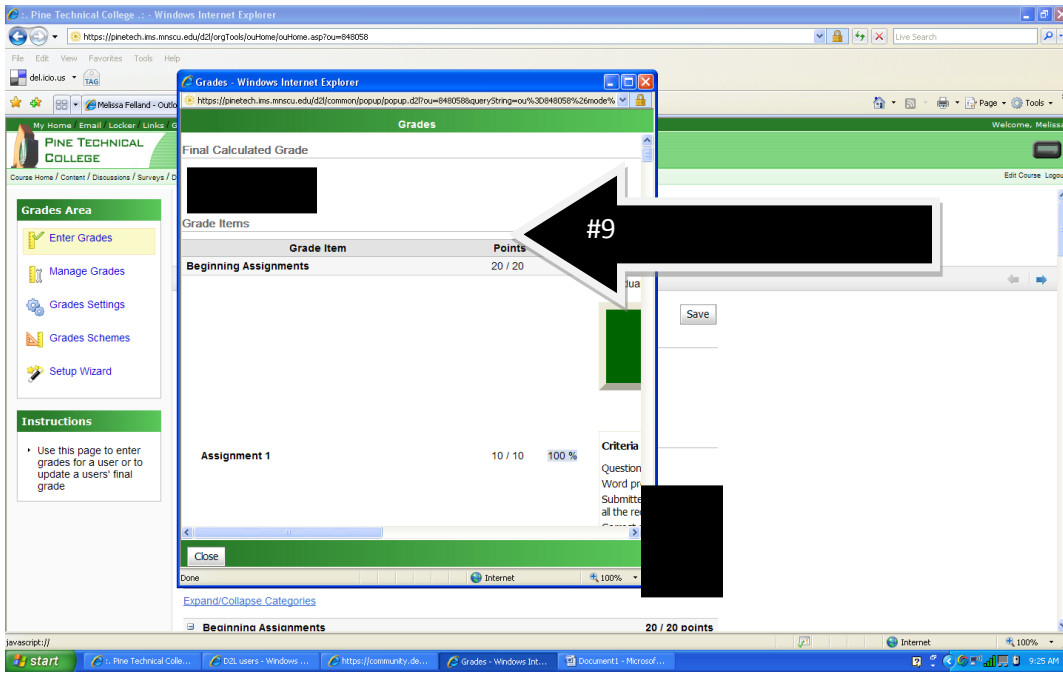 :. Pine Technical College .: - Windows Internet Explorer
https://pinetech.ims.mnscu.edu/d2l/orgTools/ouHome/ouHome.asp?ou=848058
Live Search
File Edit View Favorites Tools Help
del.icio.us TAG
Melissa Felland - Outlo
Page Tools
My Home Email Locker Links
Welcome, Melissa
PINE TECHNICAL
COLLEGE
Course Home / Content / Discussions / Surveys / D
Edit Course Logou
Grades Area
Enter Grades
Manage Grades
Grades Settings
Grades Schemes
Setup Wizard
Instructions
Use this page to enter
grades for a user or to
update a users' final
grade
Grades - Windows Internet Explorer
https://pinetech.ims.mnscu.edu/d2l/common/popup/popup.d2l?ou=848058&queryString=ou%3D848058%26mode%
Grades
Final Calculated Grade
Grade Items
#9
Grade Item Points
Beginning Assignments 20 / 20
dua
Save
Assignment 1 10 / 10 100 %
Criteria
Question
Word pr
Submitte
all the re
Close
Done Internet 100%
Expand/Collapse Categories
Beginning Assignments 20 / 20 points
javascript:// Internet 100%
start :. Pine Technical Colle... D2L users - Windows ... https://community.de... Grades - Windows Int... Document1 - Microsof... 9:25 AM